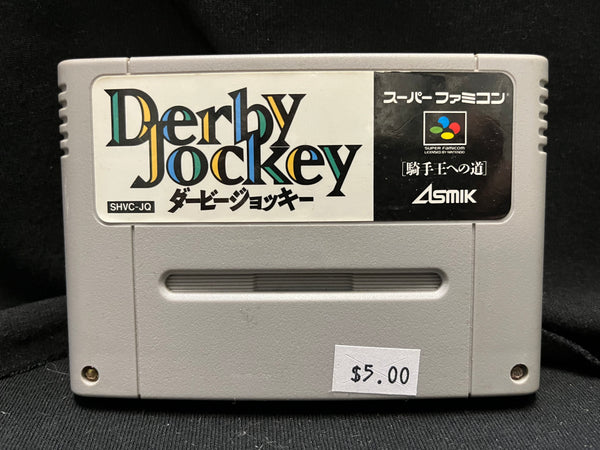 Derby
Jockey
ダービージョッキー
SHVC-JQ
スーパーファミコン®
SUPER FAMICOM
LICENSED BY NINTENDO
[騎手王への道]
ASMIK
$5.00